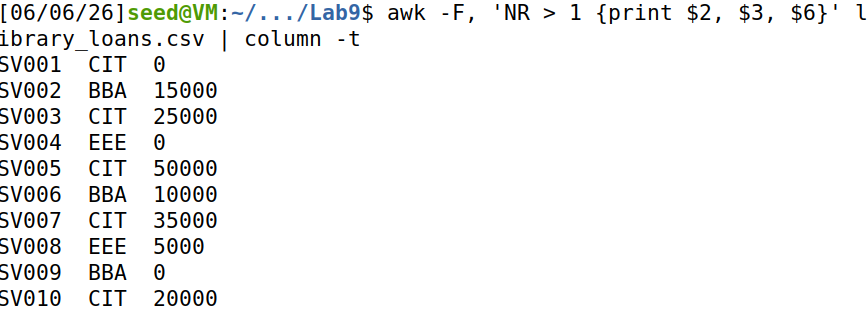 [06/06/26]seed@VM:~/.../Lab9$ awk -F, 'NR > 1 {print $2, $3, $6}' l
ibrary_loans.csv | column -t
SV001  CIT  0
SV002  BBA  15000
SV003  CIT  25000
SV004  EEE  0
SV005  CIT  50000
SV006  BBA  10000
SV007  CIT  35000
SV008  EEE  5000
SV009  BBA  0
SV010  CIT  20000